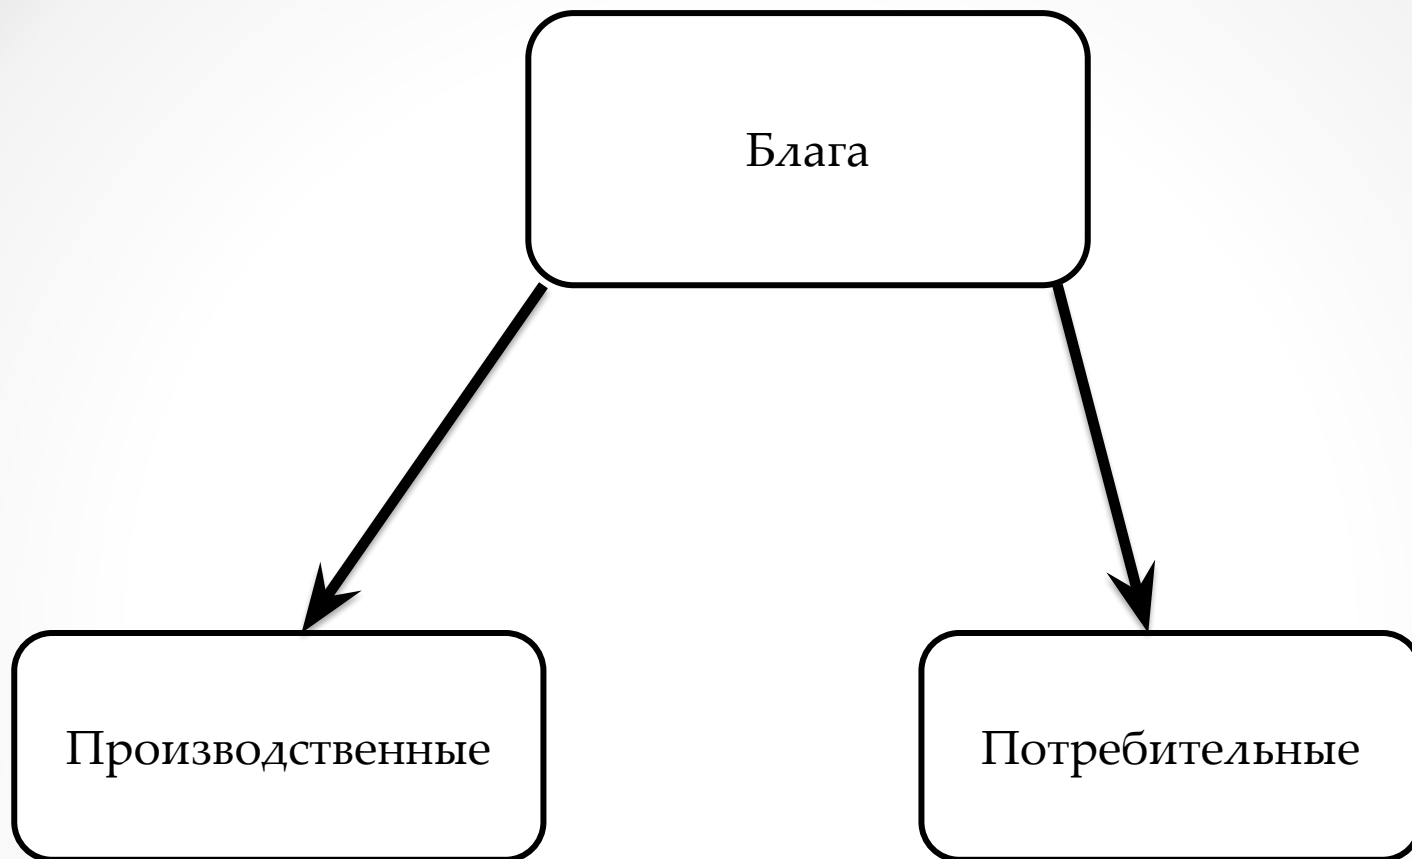 Блага
Производственные
Потребительные